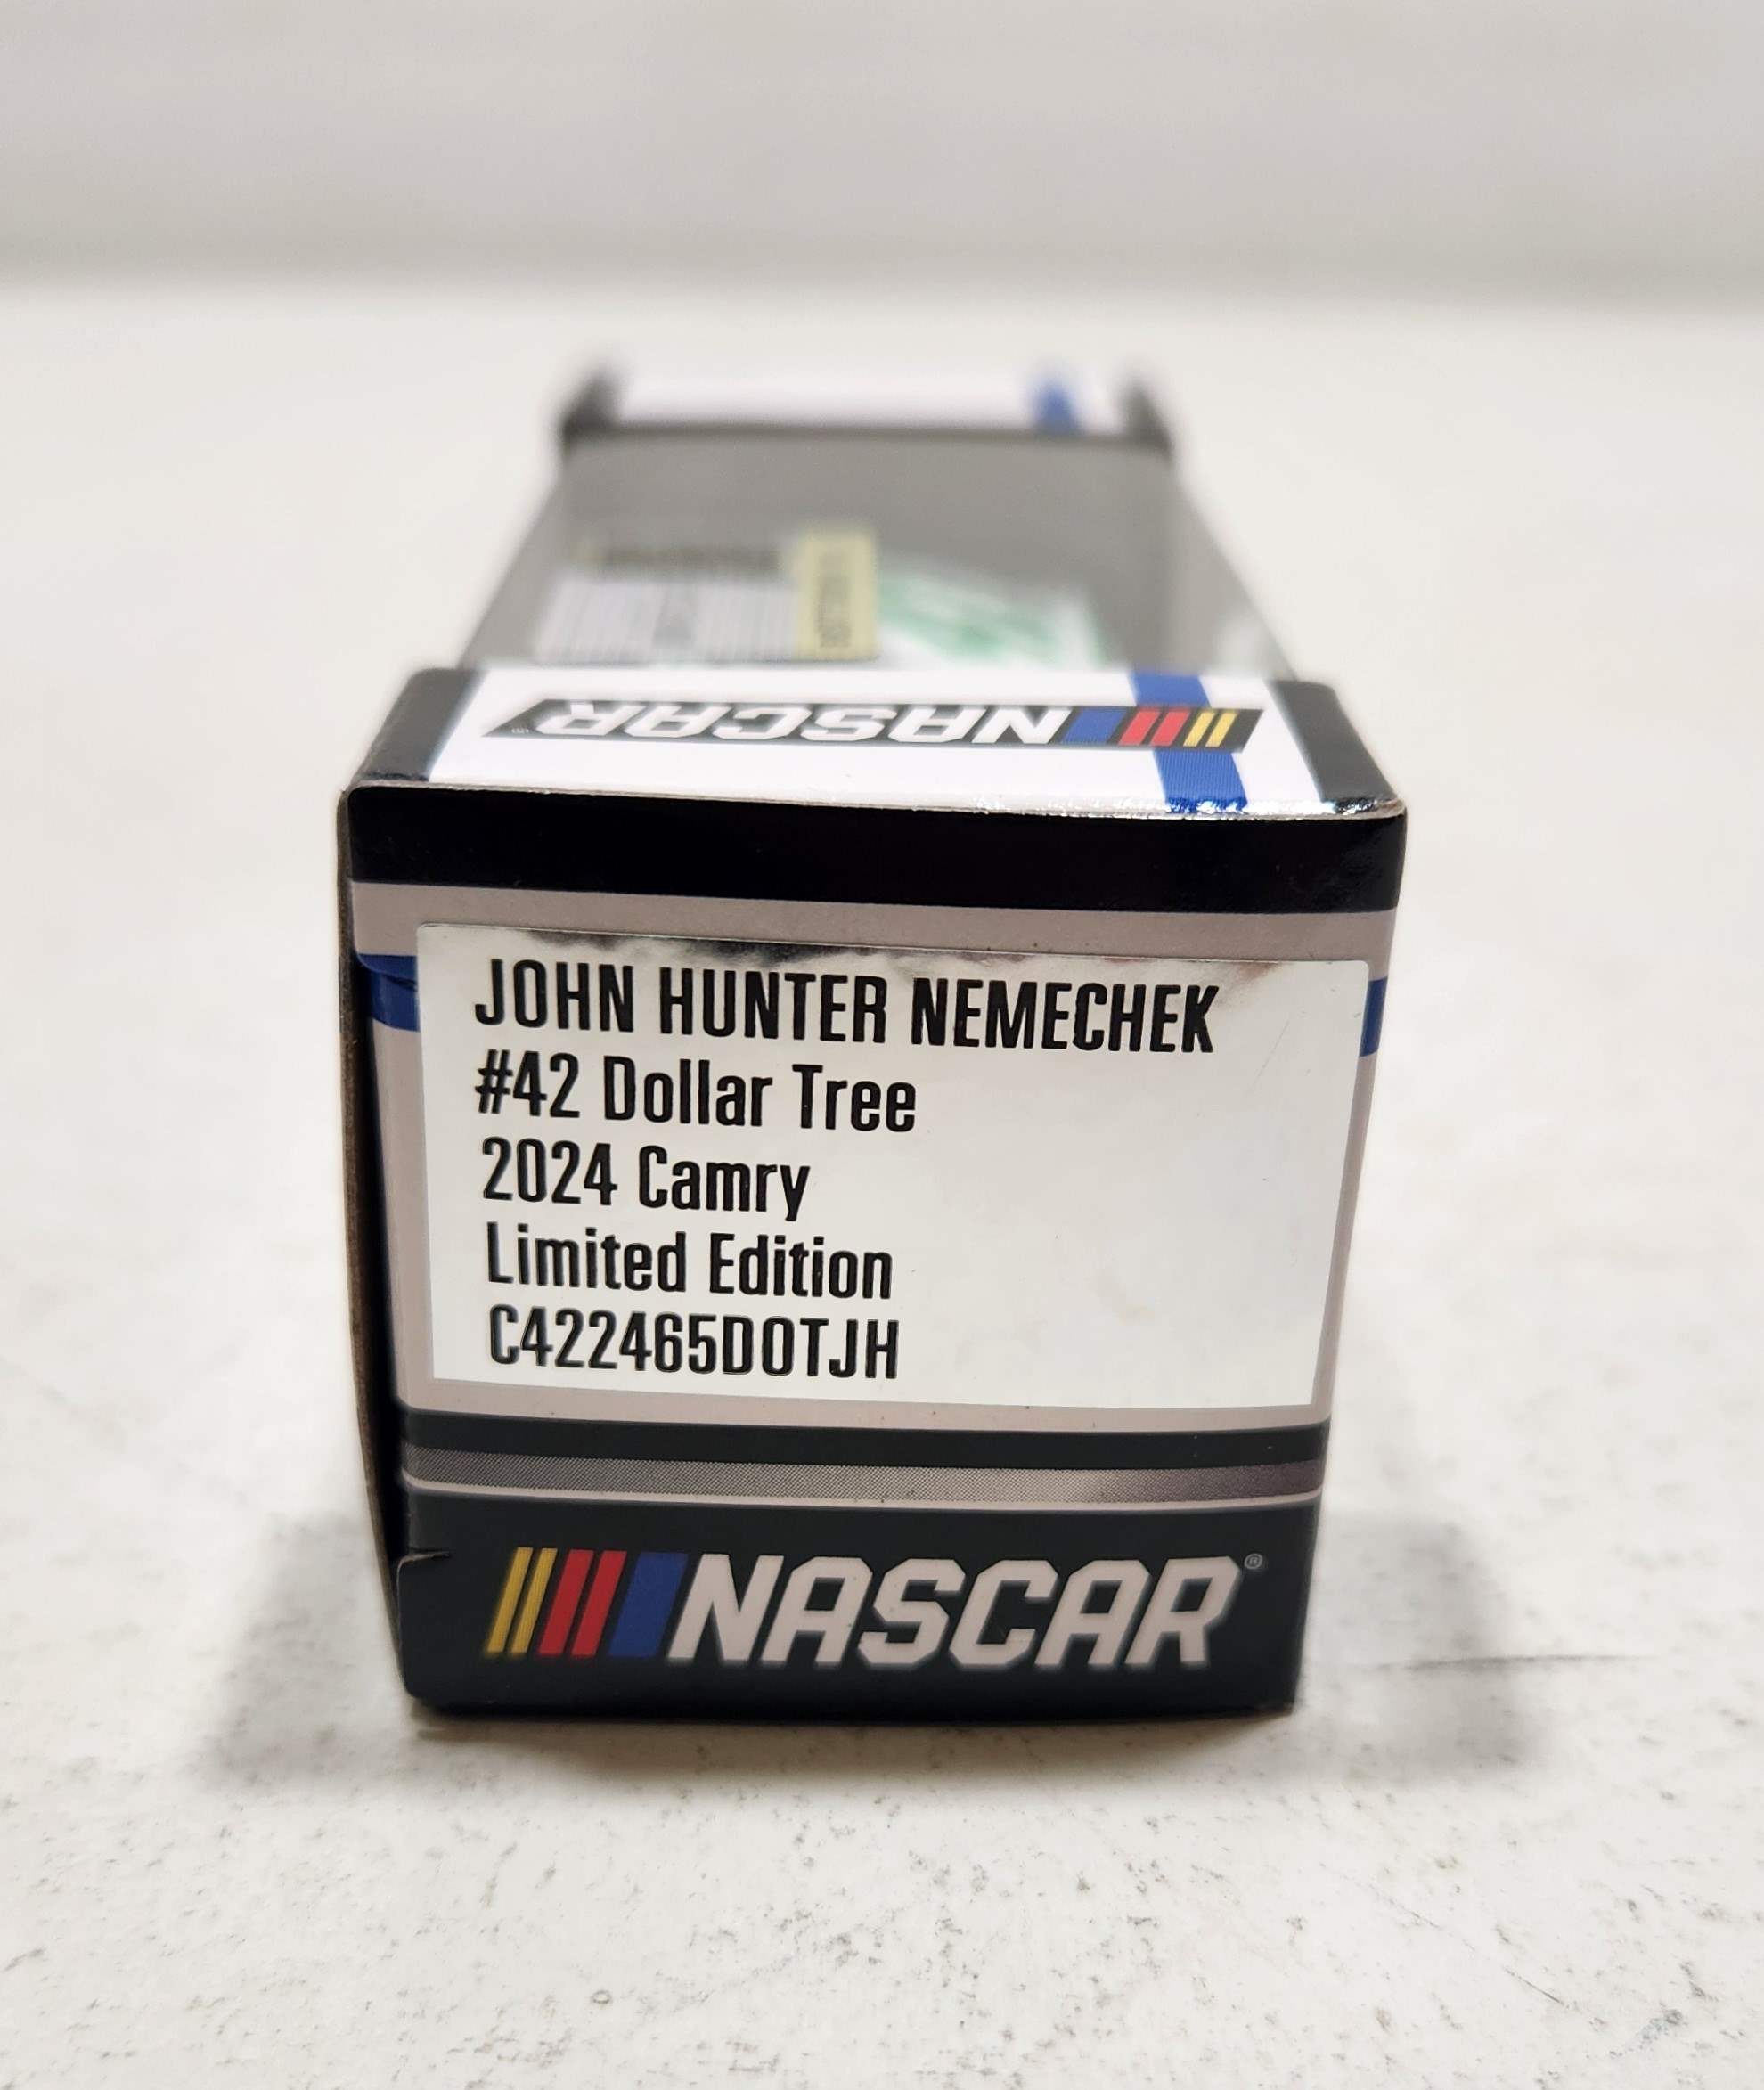 NASCAR
JOHN HUNTER NEMECHEK
#42 Dollar Tree
2024 Camry
Limited Edition
C422465DOTJH
NASCAR®